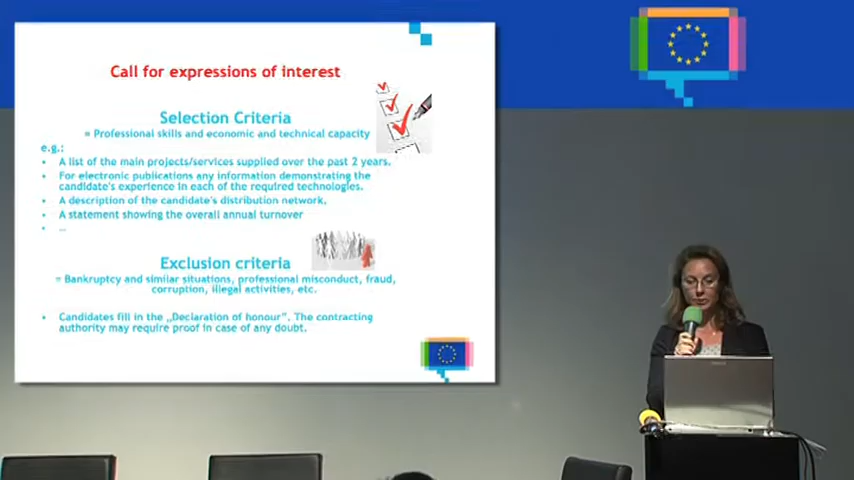 Call for expressions of interest
Selection Criteria
= Professional skills and economic and technical capacity
e.g.:
• A list of the main projects/services supplied over the past 2 years.
• For electronic publications any information demonstrating the
candidate's experience in each of the required technologies.
• A description of the candidate's distribution network.
• A statement showing the overall annual turnover
• …
Exclusion criteria
= Bankruptcy and similar situations, professional misconduct, fraud,
corruption, illegal activities, etc.
• Candidates fill in the „Declaration of honour”. The contracting
authority may require proof in case of any doubt.